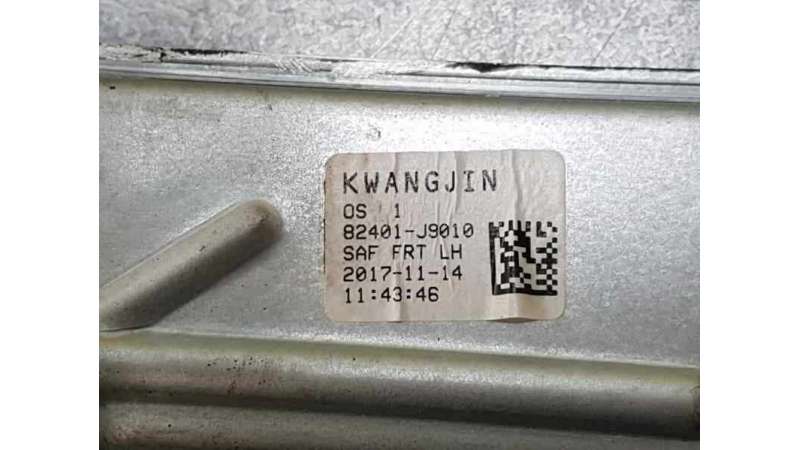 KWANGJIN
OS 1
82401-J9010
SAF FRT LH
2017-11-14
11:43:46